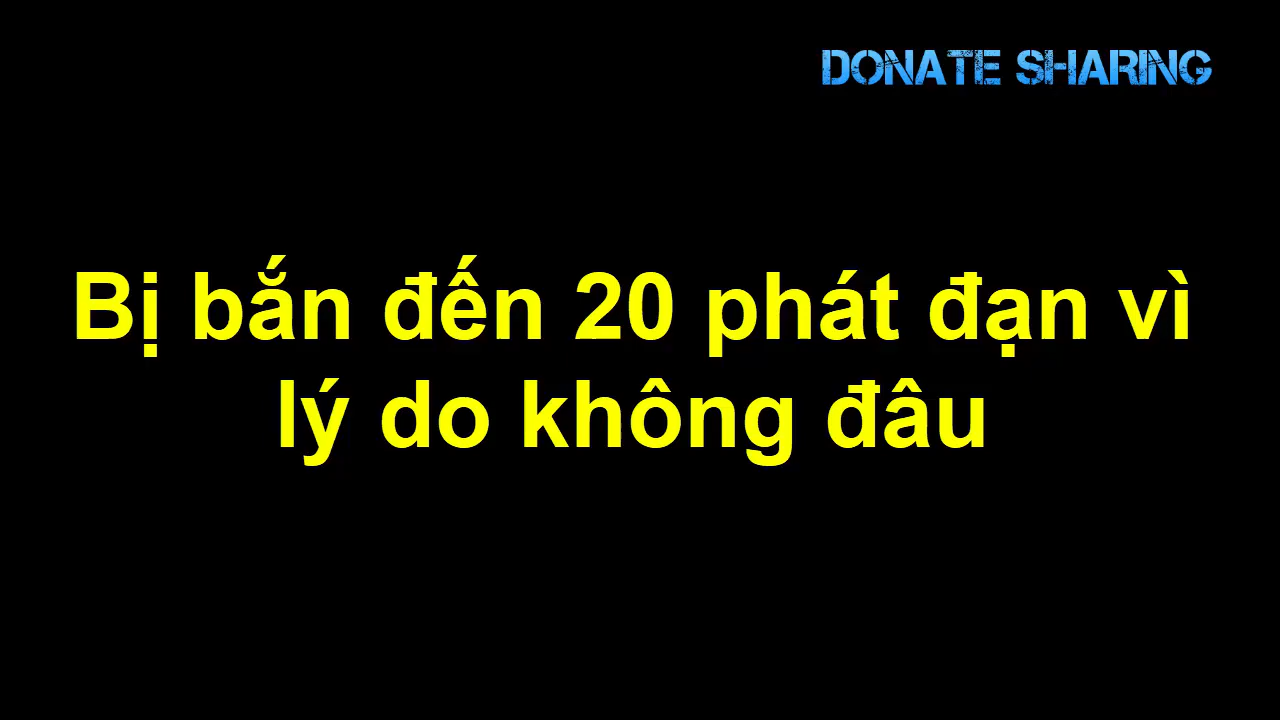 DONATE SHARING
Bị bắn đến 20 phát đạn vì
lý do không đâu